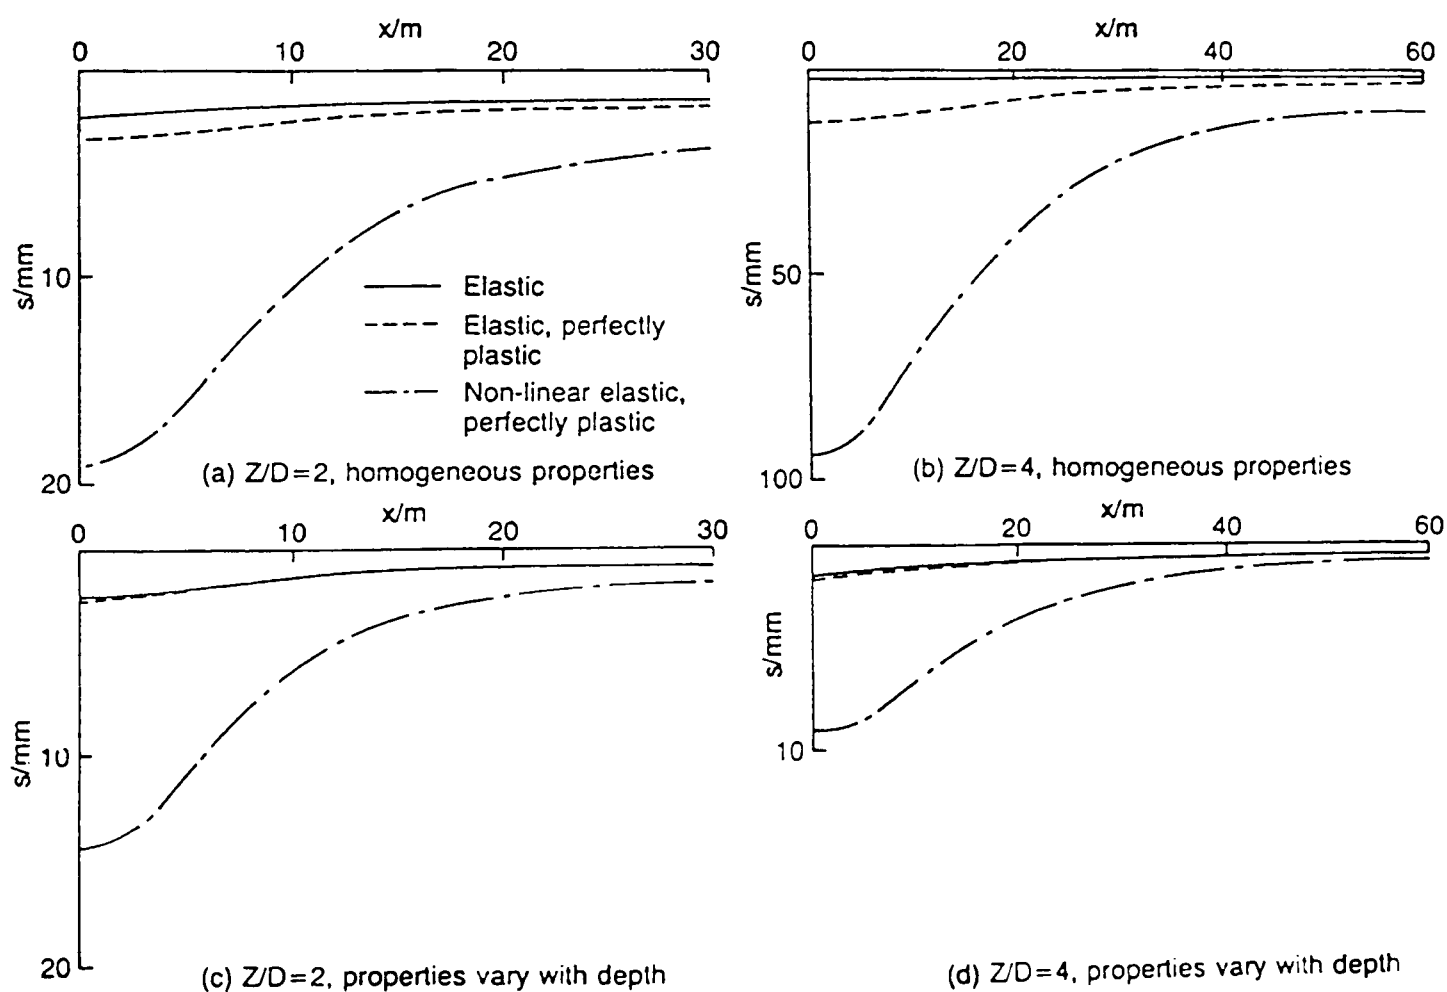 x/m
0 10 20 30
s/mm
10
20
Elastic
Elastic, perfectly
plastic
Non-linear elastic,
perfectly plastic
(a) Z/D=2, homogeneous properties
x/m
0 20 40 60
s/mm
50
100
(b) Z/D=4, homogeneous properties
x/m
0 10 20 30
s/mm
10
20
(c) Z/D=2, properties vary with depth
x/m
0 20 40 60
s/mm
10
(d) Z/D=4, properties vary with depth